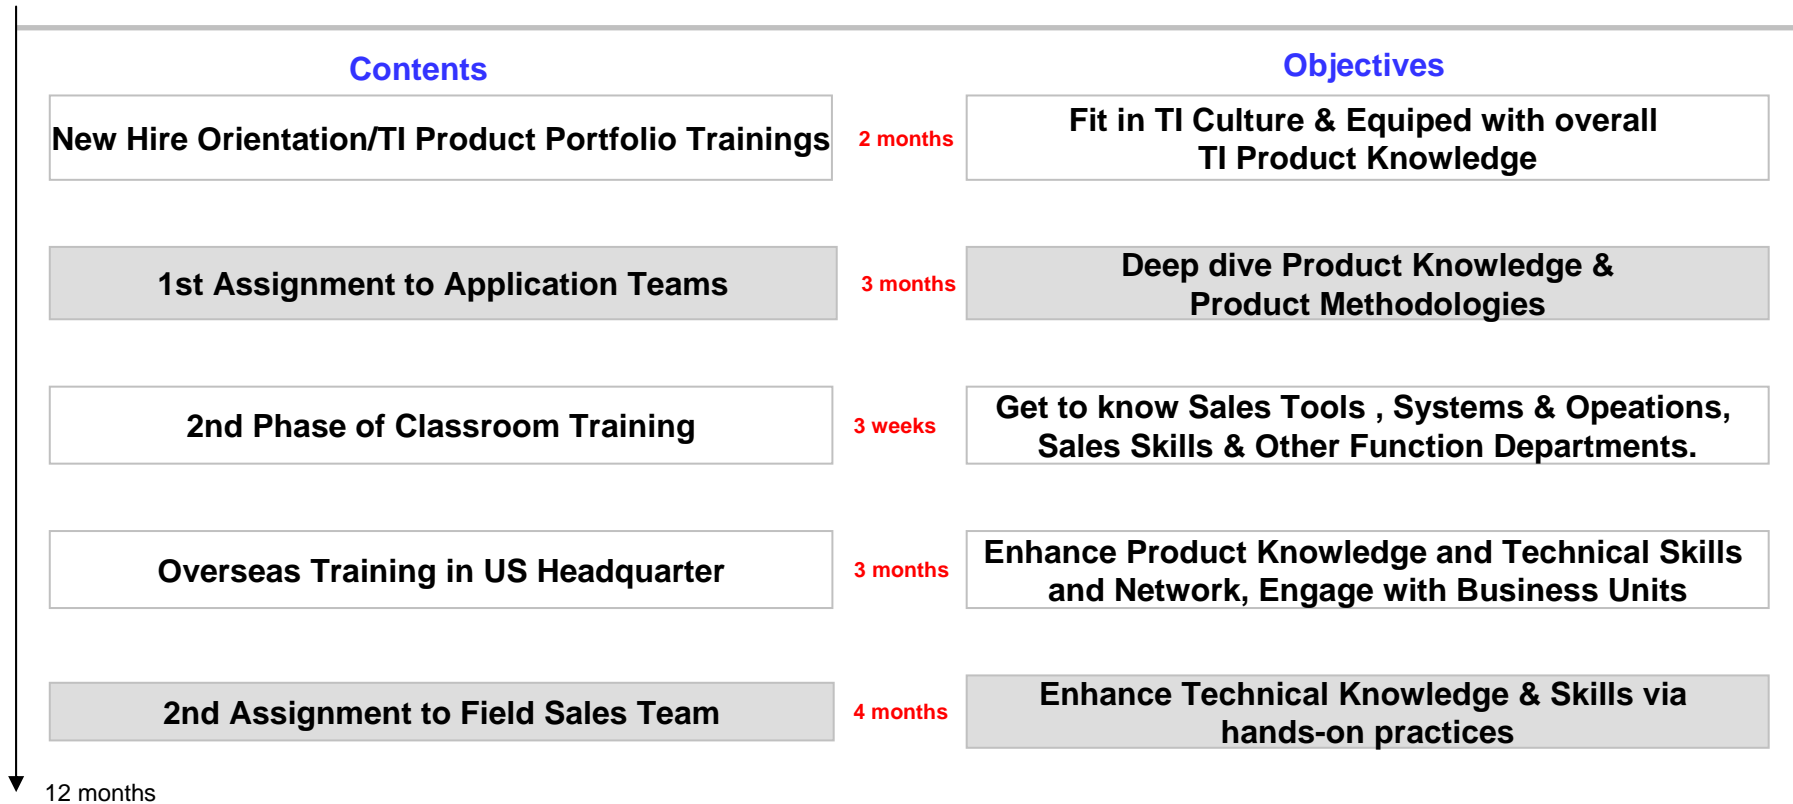 Contents
Objectives
New Hire Orientation/TI Product Portfolio Trainings
2 months
Fit in TI Culture & Equiped with overall
TI Product Knowledge
1st Assignment to Application Teams
3 months
Deep dive Product Knowledge &
Product Methodologies
2nd Phase of Classroom Training
3 weeks
Get to know Sales Tools , Systems & Opeations,
Sales Skills & Other Function Departments.
Overseas Training in US Headquarter
3 months
Enhance Product Knowledge and Technical Skills
and Network, Engage with Business Units
2nd Assignment to Field Sales Team
4 months
Enhance Technical Knowledge & Skills via
hands-on practices
12 months